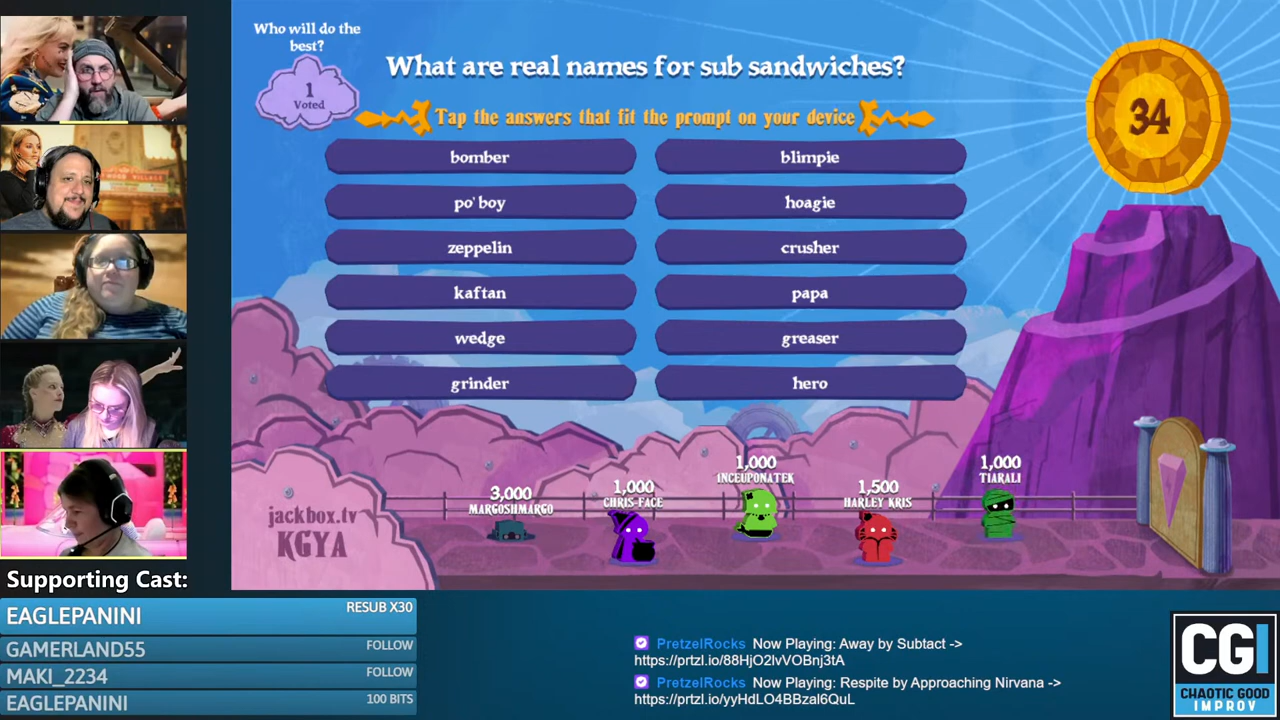 Who will do the
best?
1
Voted
What are real names for sub sandwiches?
Tap the answers that fit the prompt on your device
34
bomber
blimpie
po' boy
hoagie
zeppelin
crusher
kaftan
papa
wedge
greaser
grinder
hero
3,000
MARGOSHMARGO
1,000
CHRIS-FACE
1,000
INCEUPONATEK
1,500
HARLEY KRIS
1,000
TIARALI
jackbox.tv
KGYA
Supporting Cast:
EAGLEPANINI RESUB X30
GAMERLAND55 FOLLOW
MAKI_2234 FOLLOW
EAGLEPANINI 100 BITS
PretzelRocks Now Playing: Away by Subtact ->
https://prtzl.io/88HjO2lvVOBnj3tA
PretzelRocks Now Playing: Respite by Approaching Nirvana ->
https://prtzl.io/yyHdLO4BBzal6QuL
CGI
CHAOTIC GOOD
IMPROV